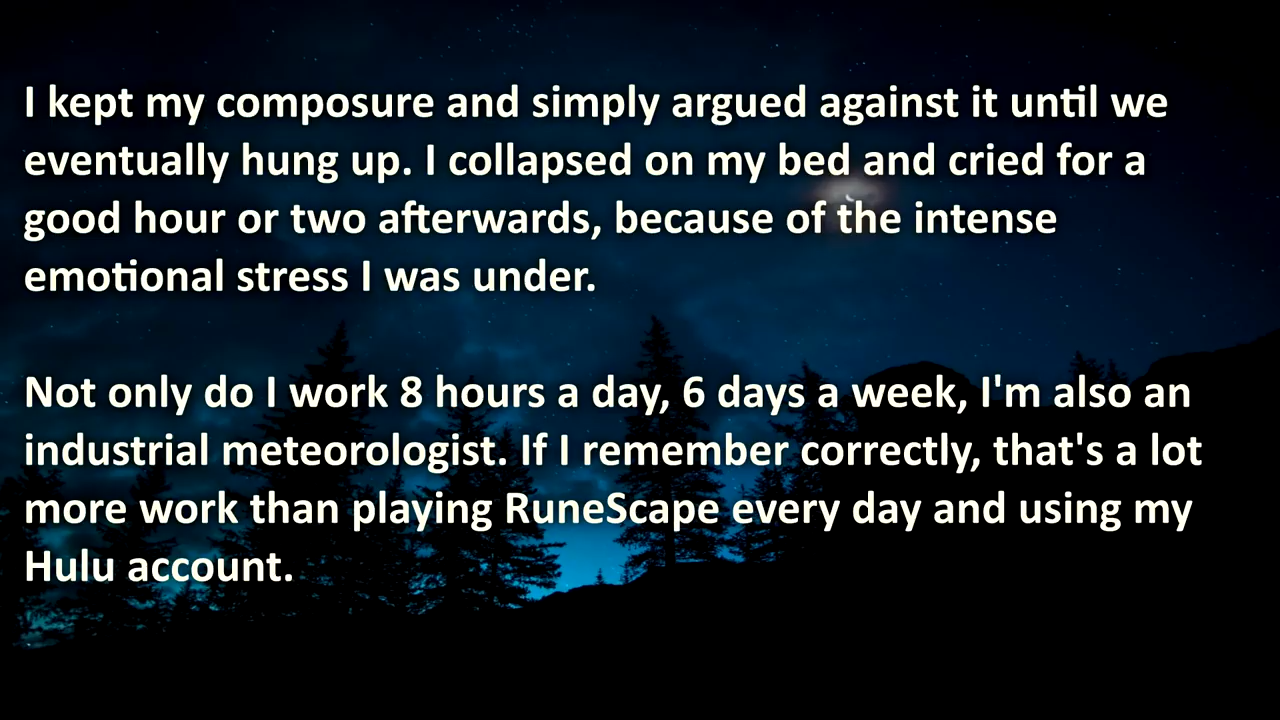 I kept my composure and simply argued against it until we
eventually hung up. I collapsed on my bed and cried for a
good hour or two afterwards, because of the intense
emotional stress I was under.
Not only do I work 8 hours a day, 6 days a week, I'm also an
industrial meteorologist. If I remember correctly, that's a lot
more work than playing RuneScape every day and using my
Hulu account.